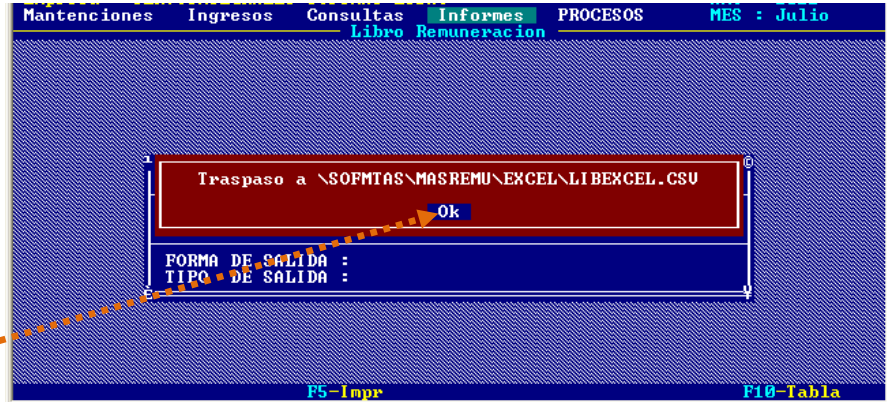 Mantenciones Ingresos Consultas Informes PROCESOS MES : Julio
Libro Remuneracion
Traspaso a \SOFMTAS\MASREMU\EXCEL\LIBEXCEL.CSV
Ok
FORMA DE SALIDA :
TIPO DE SALIDA :
F5-Impr F10-Tabla